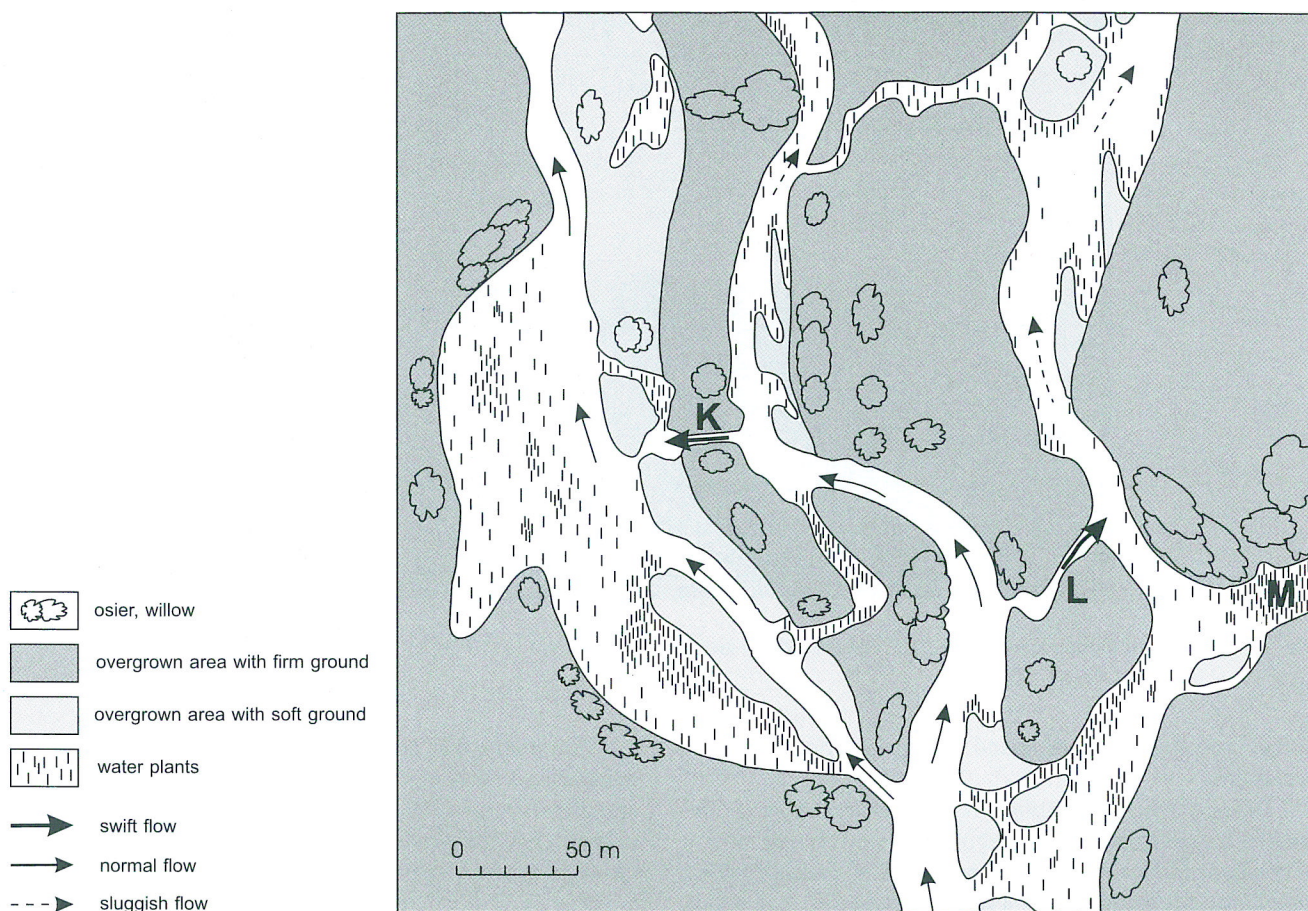 K
L
M
osier, willow
overgrown area with firm ground
overgrown area with soft ground
water plants
swift flow
normal flow
sluggish flow
0 50 m